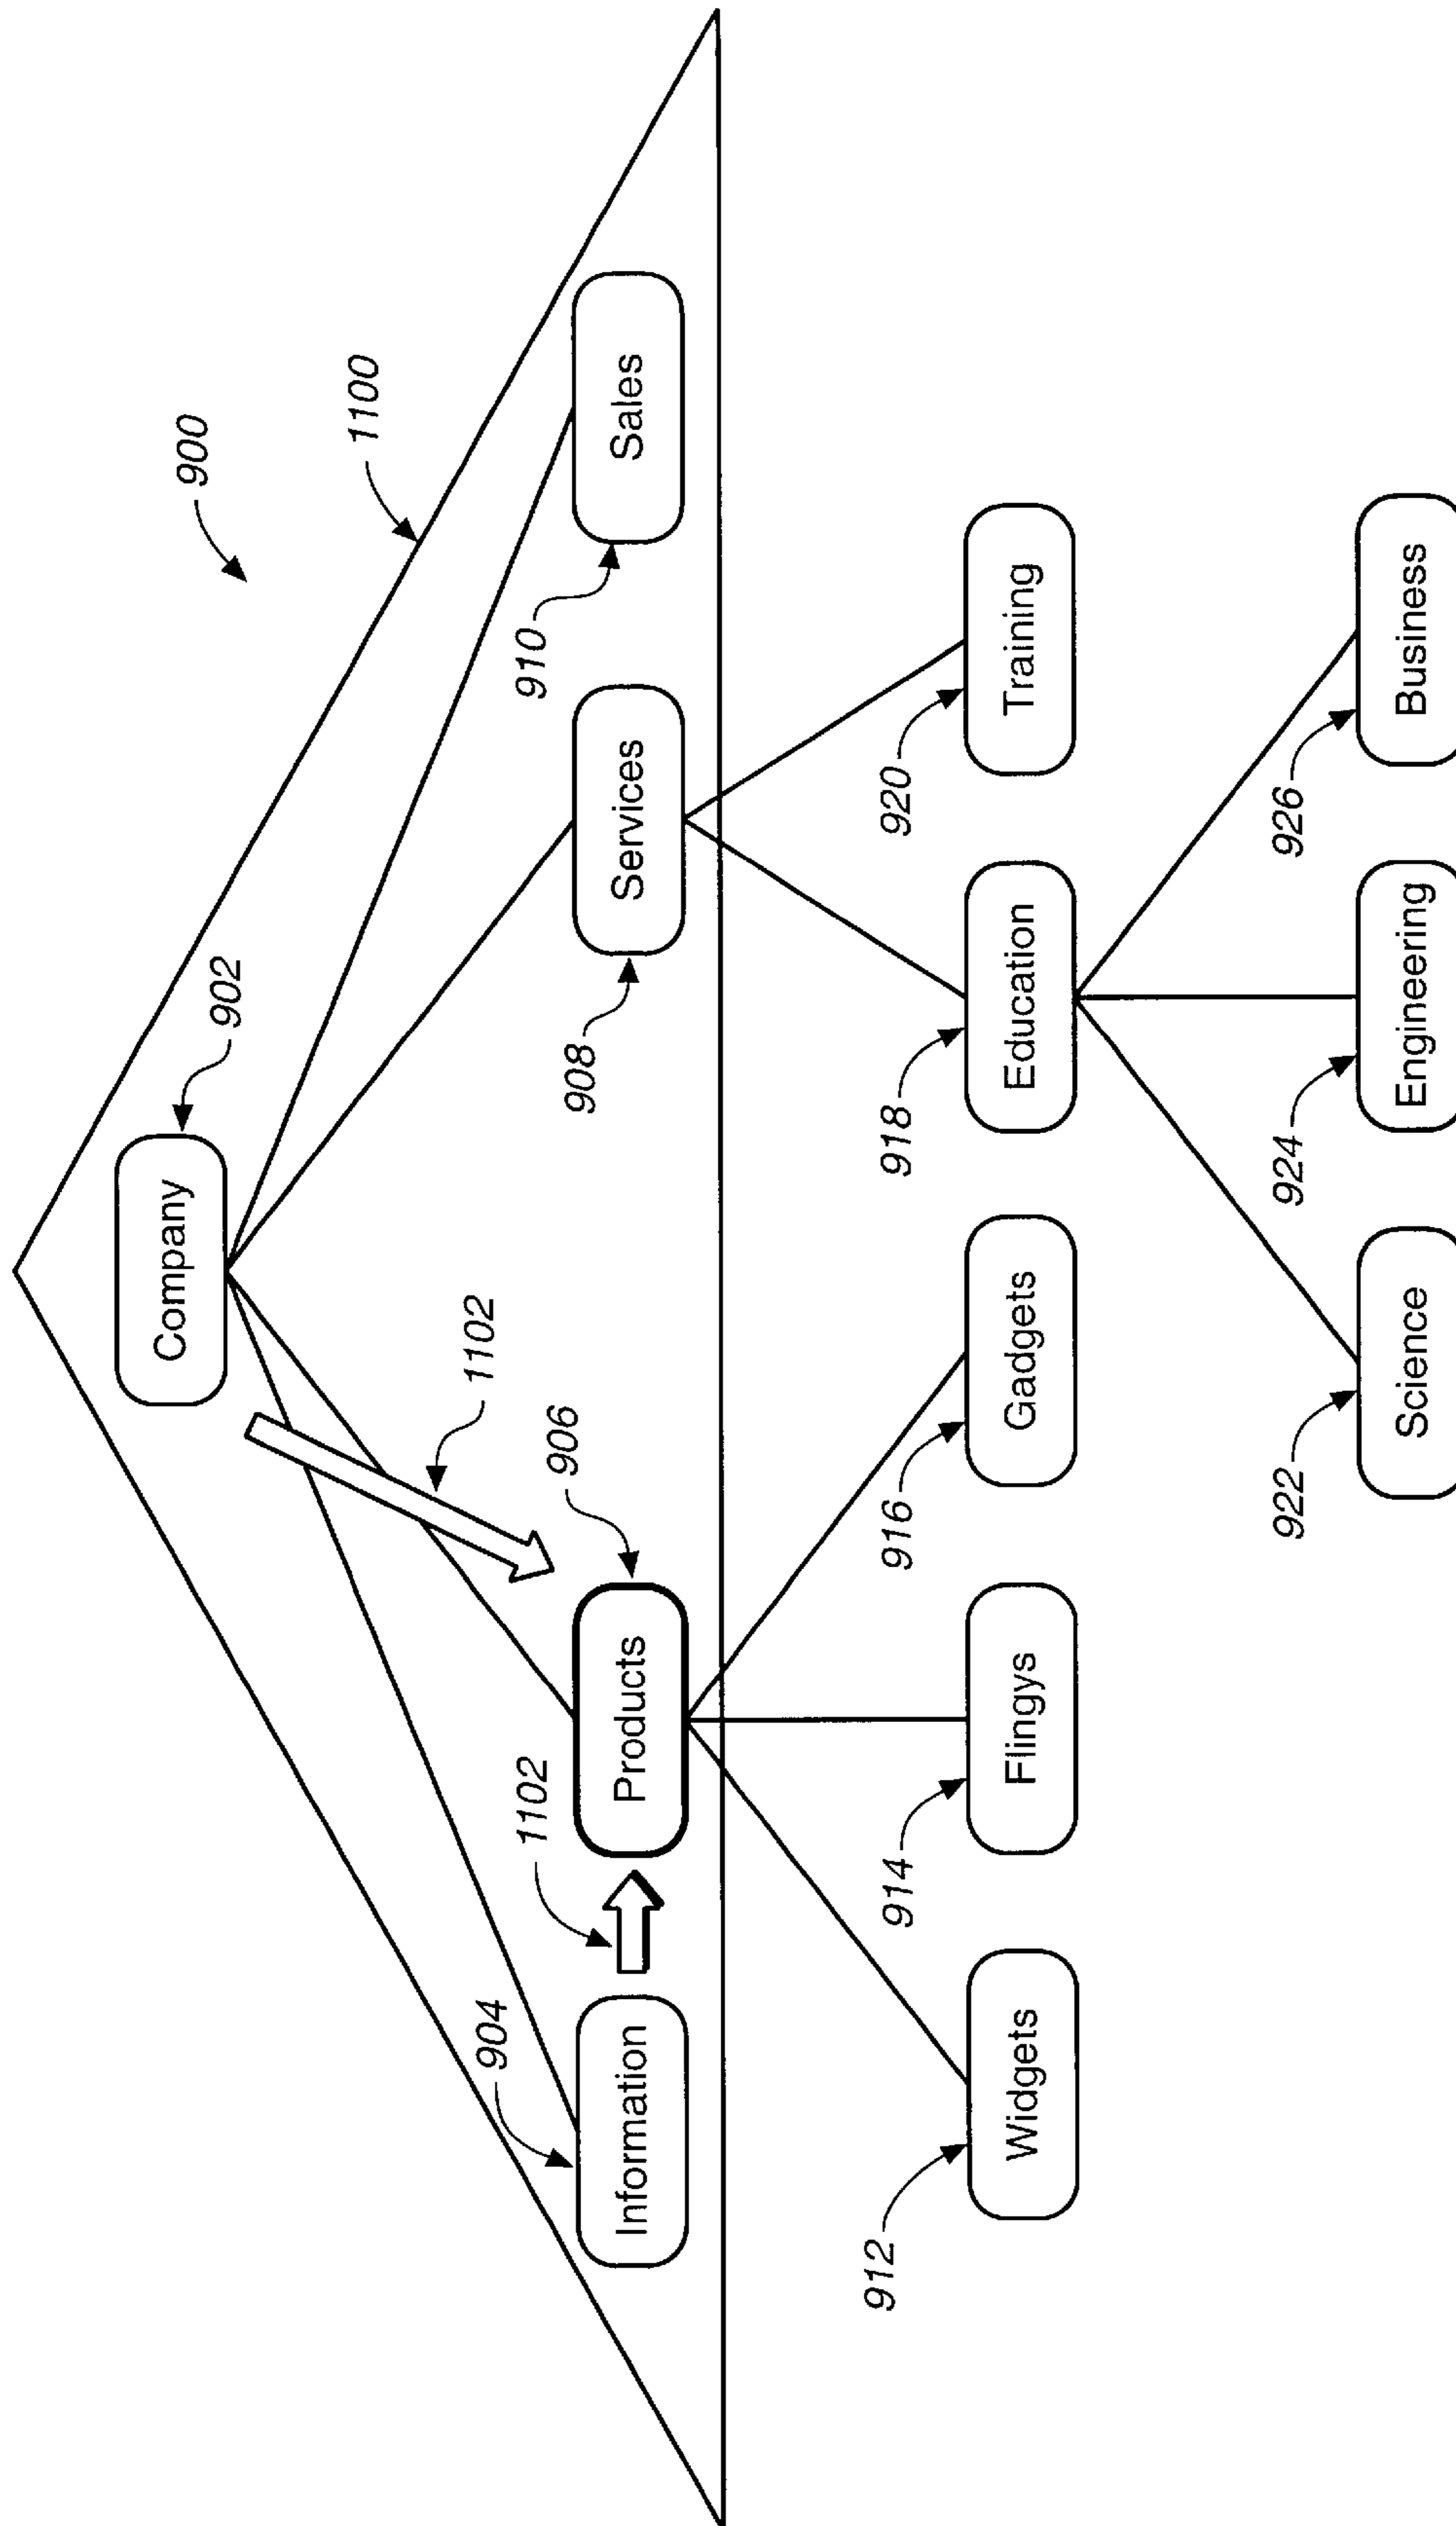 900
1100
Company
902
1102
904
Information
1102
Products
906
908
Services
910
Sales
912
Widgets
914
Flingys
916
Gadgets
918
Education
920
Training
922
Science
924
Engineering
926
Business